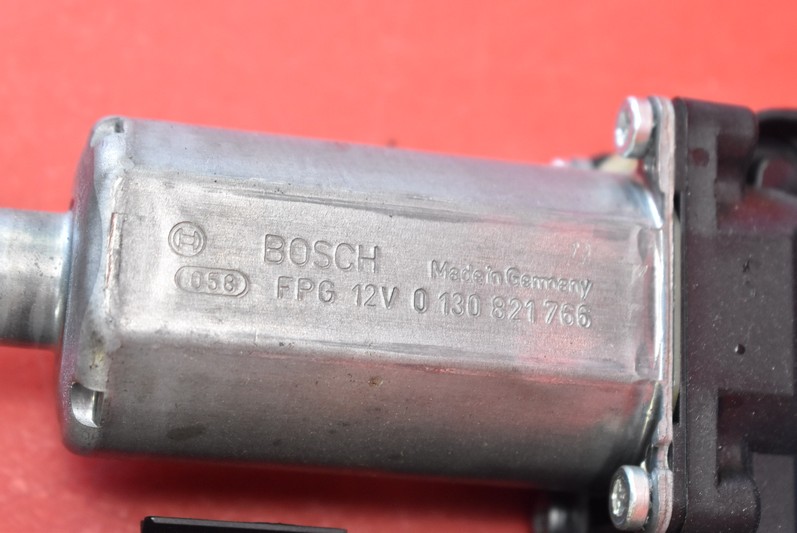 BOSCH Made in Germany
058 FPG 12V 0 130 821 766